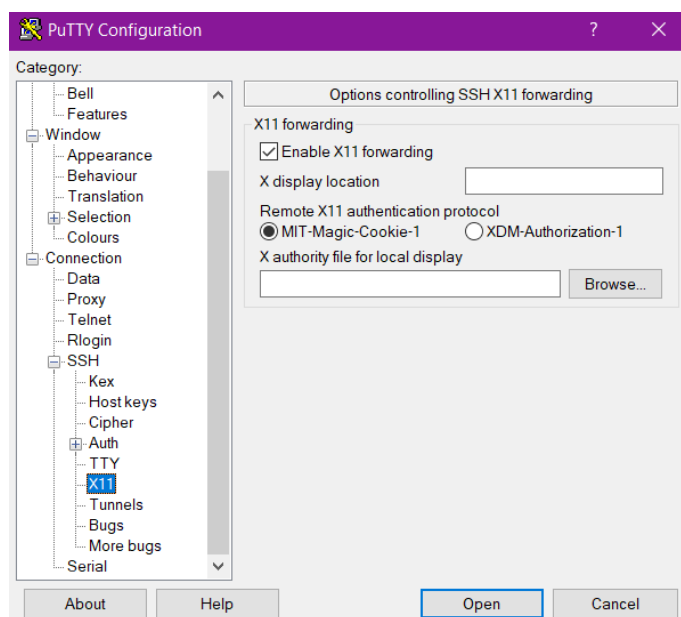 PuTTY Configuration
?
Category:
Bell
Features
Window
Appearance
Behaviour
Translation
Selection
Colours
Connection
Data
Proxy
Telnet
Rlogin
SSH
Kex
Host keys
Cipher
Auth
TTY
X11
Tunnels
Bugs
More bugs
Serial
Options controlling SSH X11 forwarding
X11 forwarding
Enable X11 forwarding
X display location
Remote X11 authentication protocol
MIT-Magic-Cookie-1 XDM-Authorization-1
X authority file for local display
Browse...
About Help Open Cancel